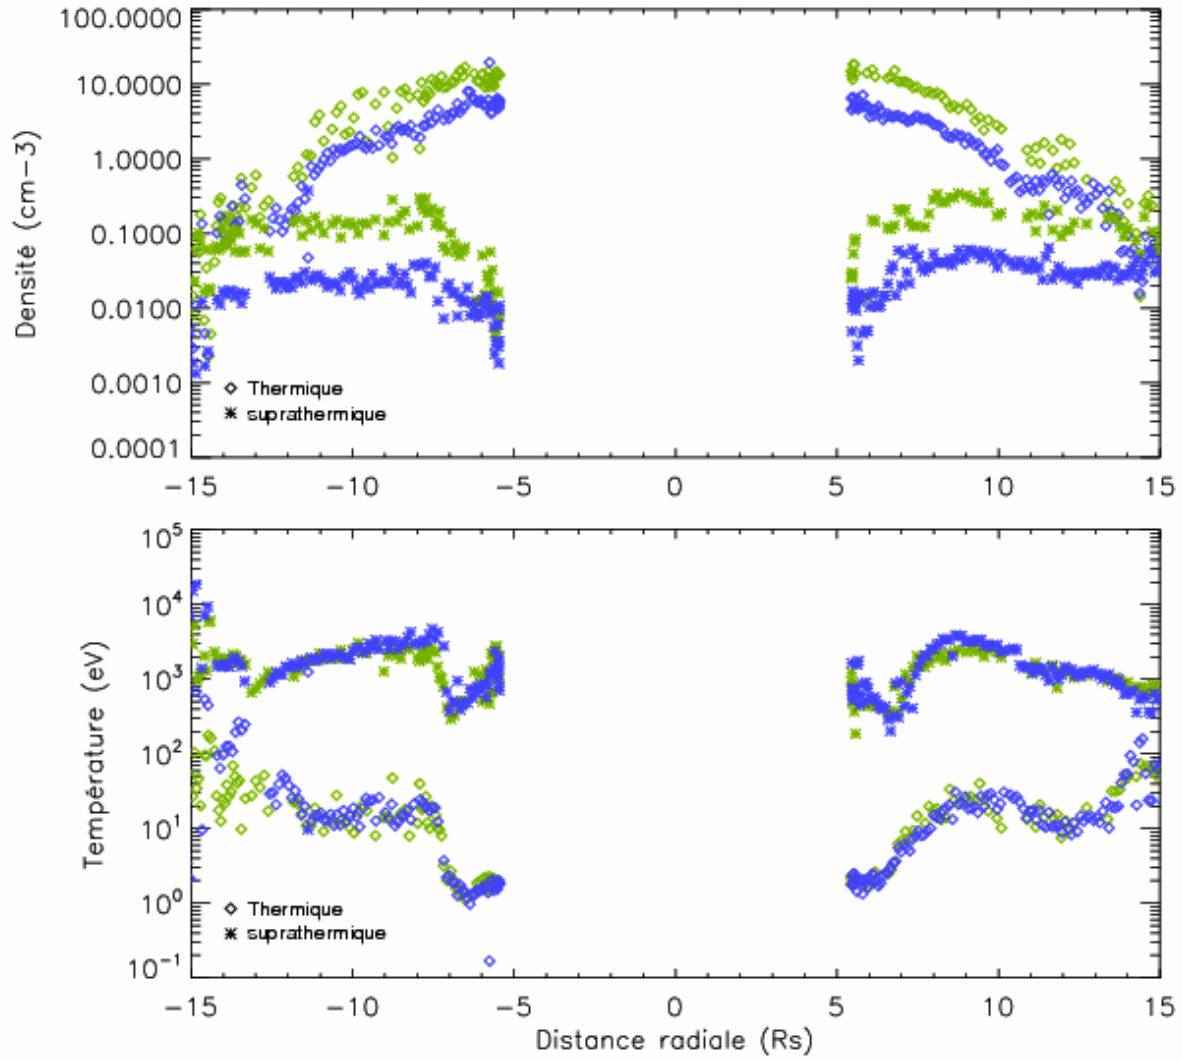 100.0000
10.0000
1.0000
0.1000
0.0100
0.0010
0.0001
Densité (cm-3)
Thermique
suprathermique
-15 -10 -5 0 5 10 15
10^5
10^4
10^3
10^2
10^1
10^0
10^-1
Température (eV)
Thermique
suprathermique
-15 -10 -5 0 5 10 15
Distance radiale (Rs)